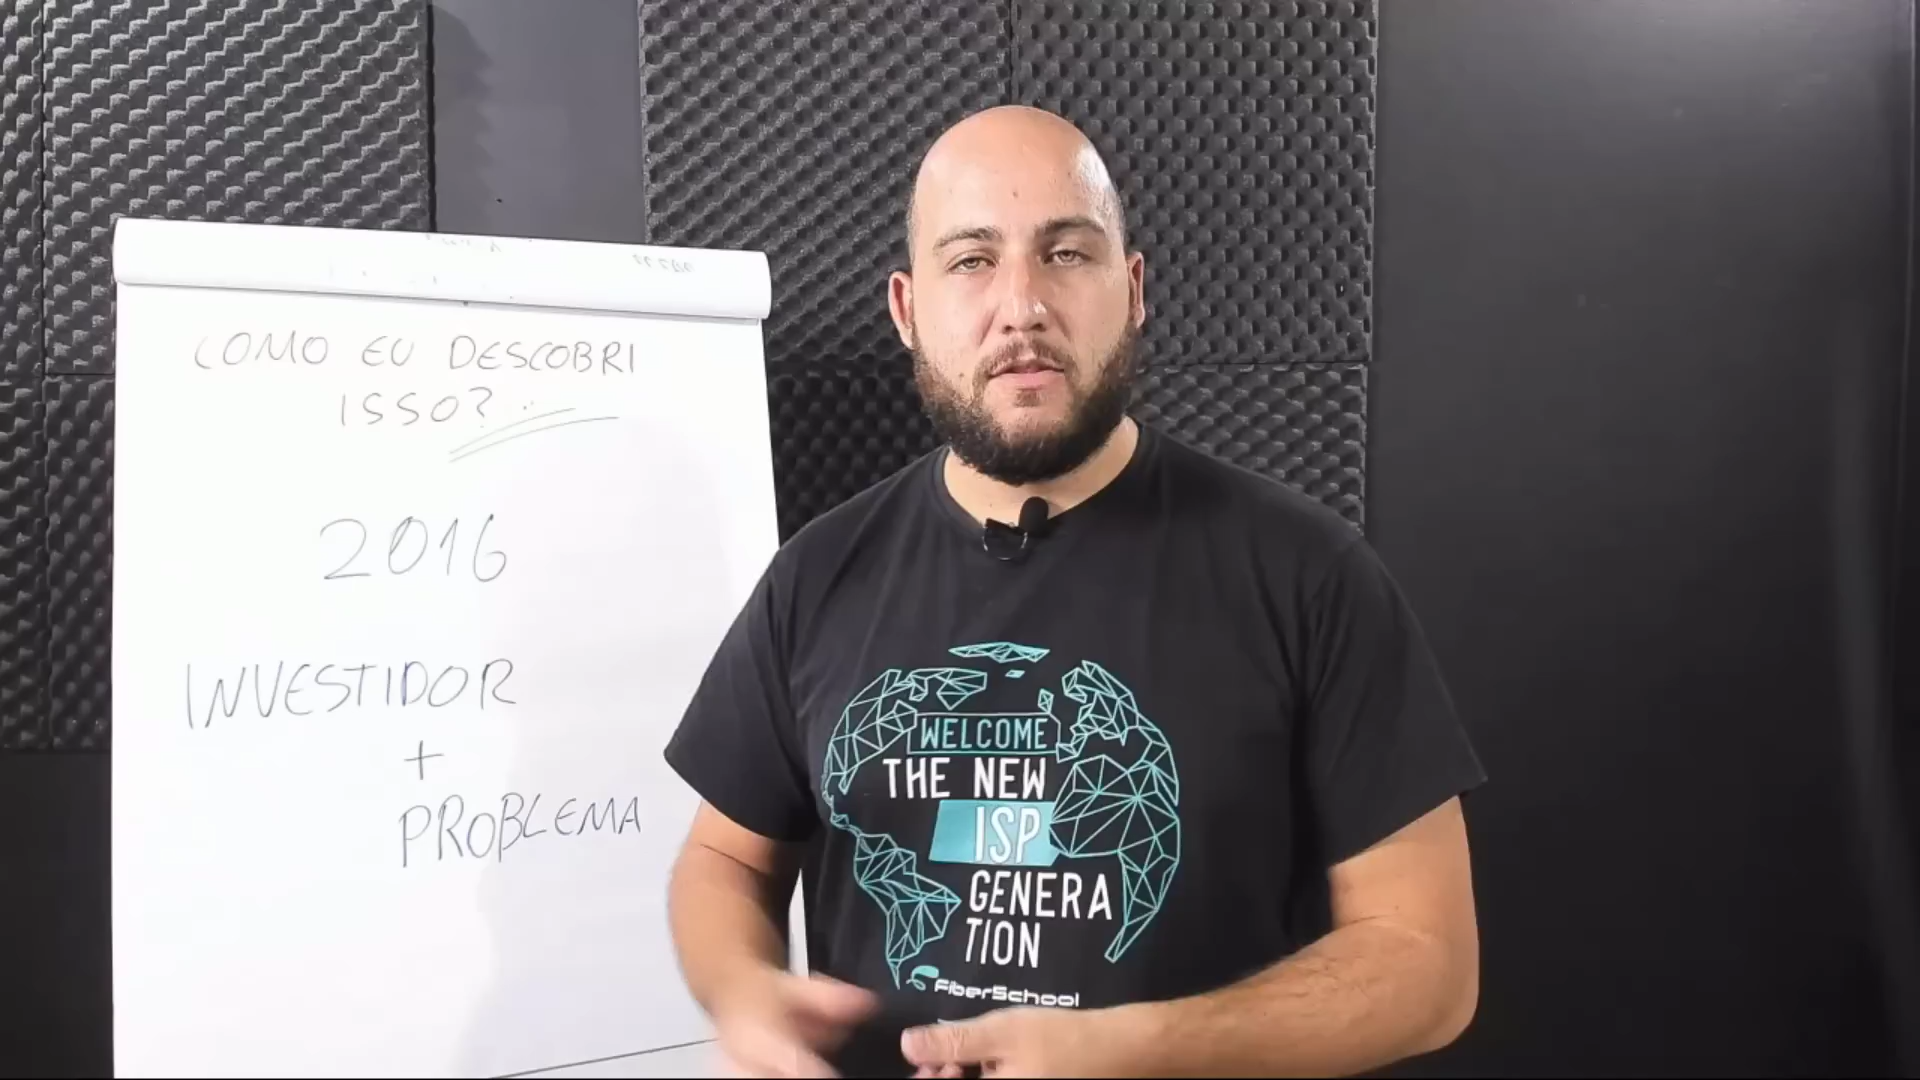 COMO EU DESCOBRI
ISSO?
2016
INVESTIDOR
+
PROBLEMA
WELCOME
THE NEW
ISP
GENERA
TION
FiberSchool